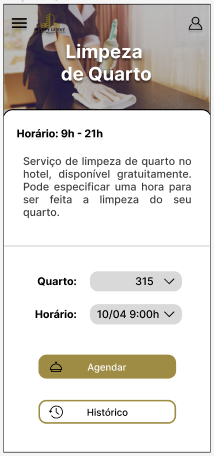 Limpeza
de Quarto
Horário: 9h - 21h
Serviço de limpeza de quarto no
hotel, disponível gratuitamente.
Pode especificar uma hora para
ser feita a limpeza do seu
quarto.
Quarto: 315
Horário: 10/04 9:00h
Agendar
Histórico